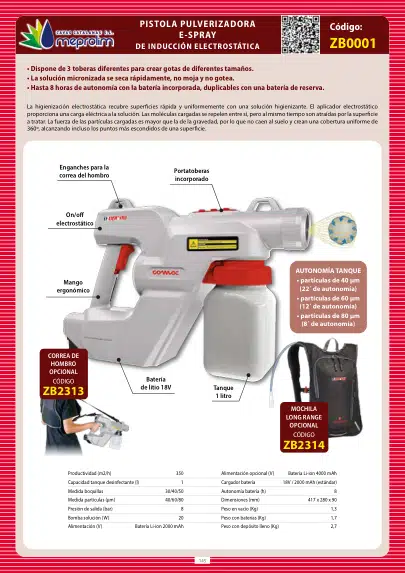 GAVAS CATALANAS S.L.
meprolim
PISTOLA PULVERIZADORA
E-SPRAY
DE INDUCCIÓN ELECTROSTÁTICA
Código:
ZB0001
• Dispone de 3 toberas diferentes para crear gotas de diferentes tamaños.
• La solución micronizada se seca rápidamente, no moja y no gotea.
• Hasta 8 horas de autonomía con la batería incorporada, duplicables con una batería de reserva.
La higienización electrostática recubre superficies rápida y uniformemente con una solución higienizante. El aplicador electrostático
proporciona una carga eléctrica a la solución. Las moléculas cargadas se repelen entre sí, pero al mismo tiempo son atraídas por la superficie
a tratar. La fuerza de las partículas cargadas es mayor que la de la gravedad, por lo que no caen al suelo y crean una cobertura uniforme de
360º, alcanzando incluso los puntos más escondidos de una superficie.
Enganches para la
correa del hombro
Portatoberas
incorporado
On/off
electrostático
e-spray
Mango
ergonómico
AUTONOMÍA TANQUE
• partículas de 40 µm
(22´ de autonomía)
• partículas de 60 µm
(12´ de autonomía)
• partículas de 80 µm
(8´ de autonomía)
CORREA DE
HOMBRO
OPCIONAL
CÓDIGO
ZB2313
Batería
de litio 18V
Tanque
1 litro
MOCHILA
LONG RANGE
OPCIONAL
CÓDIGO
ZB2314
Productividad (m2/h) 350
Capacidad tanque desinfectante (l) 1
Medida boquillas 30/40/50
Medida partículas (µm) 40/60/80
Presión de salida (bar) 8
Bomba solución (W) 20
Alimentación (V) Batería Li-ion 2000 mAh
Alimentación opcional (V) Batería Li-ion 4000 mAh
Cargador batería 18V / 2000 mAh (estándar)
Autonomía batería (h) 8
Dimensiones (mm) 417 x 280 x 90
Peso en vacío (Kg) 1,3
Peso con baterías (Kg) 1,7
Peso con depósito lleno (Kg) 2,7